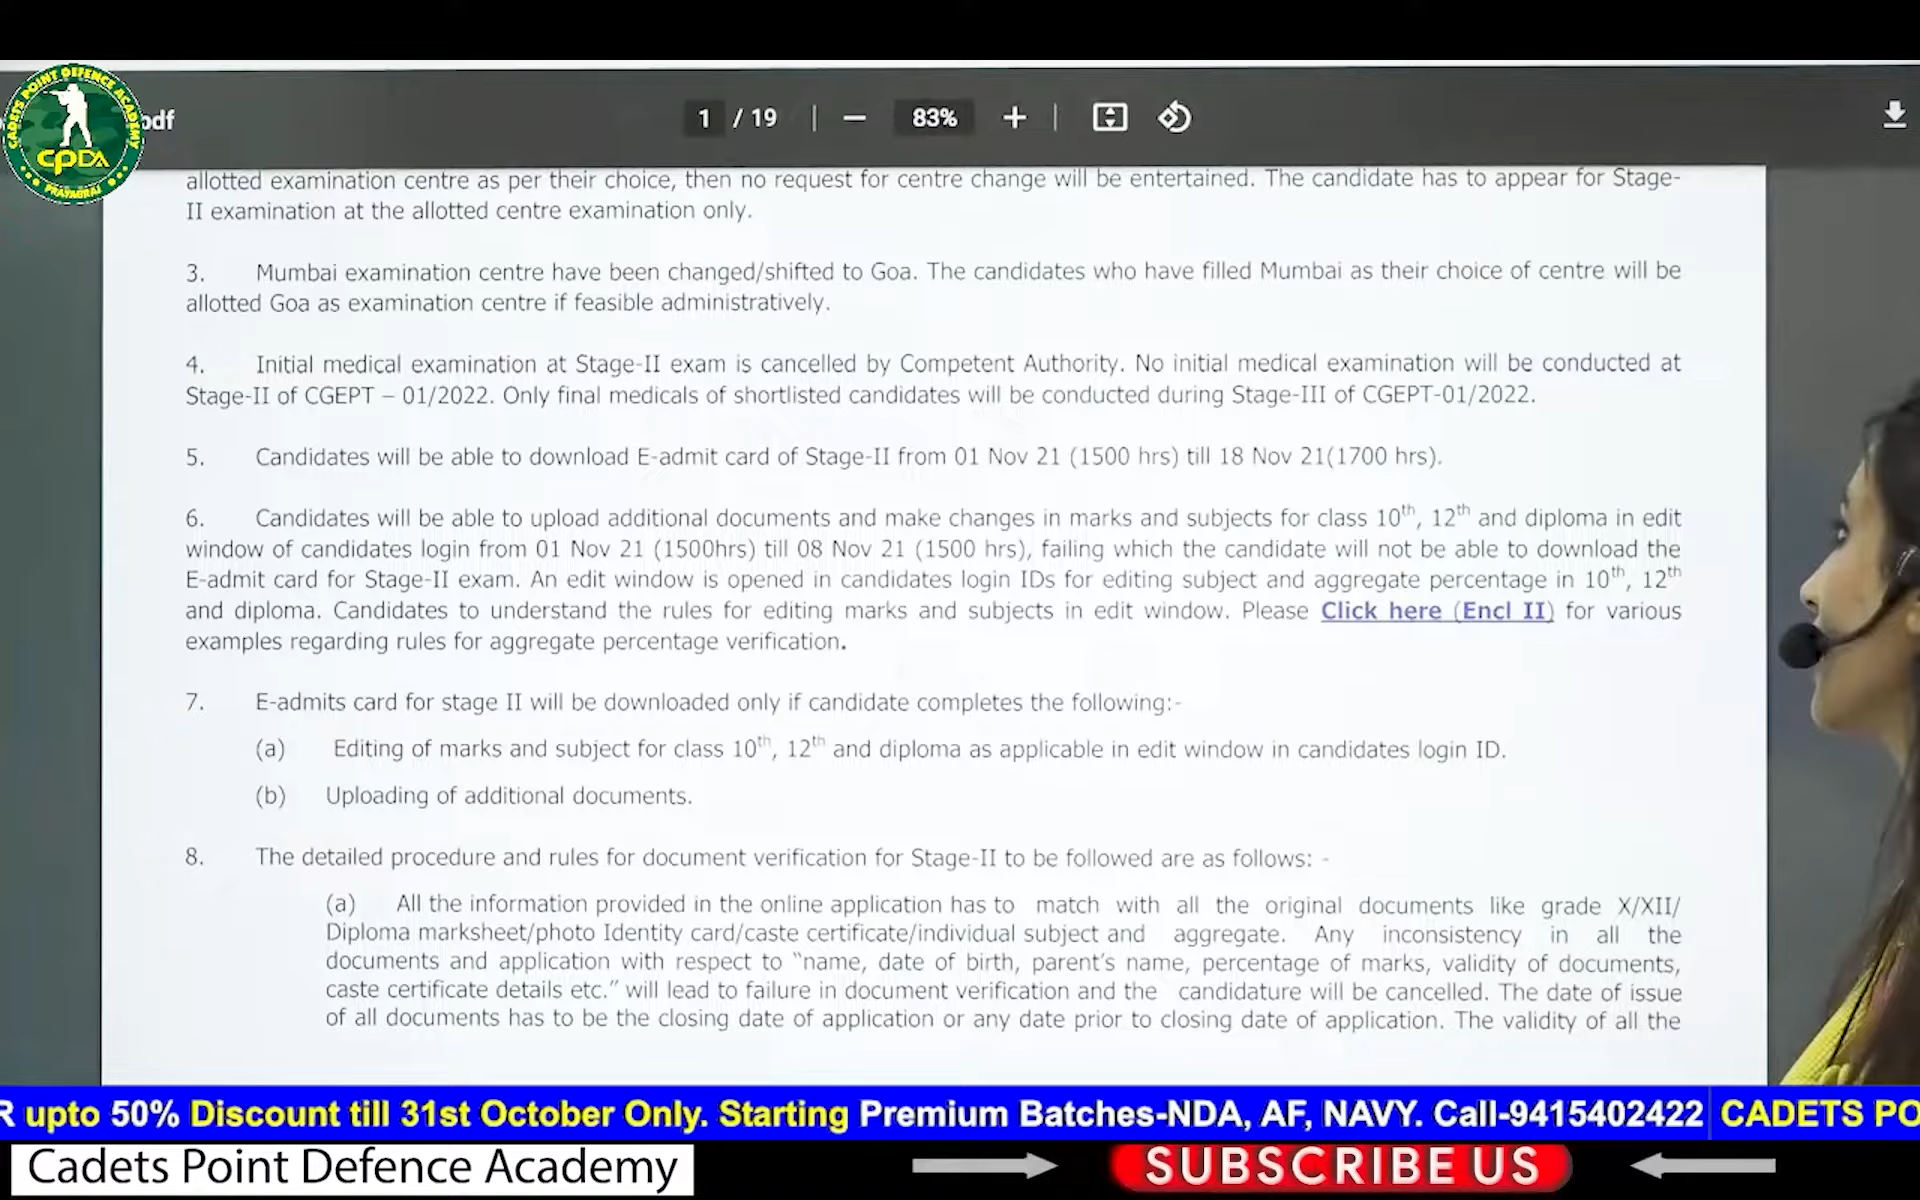 CADETS POINT DEFENCE ACADEMY
CPDA
PRAYAGRAJ
pdf
1 / 19
83%
allotted examination centre as per their choice, then no request for centre change will be entertained. The candidate has to appear for Stage-
II examination at the allotted centre examination only.
3. Mumbai examination centre have been changed/shifted to Goa. The candidates who have filled Mumbai as their choice of centre will be
allotted Goa as examination centre if feasible administratively.
4. Initial medical examination at Stage-II exam is cancelled by Competent Authority. No initial medical examination will be conducted at
Stage-II of CGEPT – 01/2022. Only final medicals of shortlisted candidates will be conducted during Stage-III of CGEPT-01/2022.
5. Candidates will be able to download E-admit card of Stage-II from 01 Nov 21 (1500 hrs) till 18 Nov 21(1700 hrs).
6. Candidates will be able to upload additional documents and make changes in marks and subjects for class 10th, 12th and diploma in edit
window of candidates login from 01 Nov 21 (1500hrs) till 08 Nov 21 (1500 hrs), failing which the candidate will not be able to download the
E-admit card for Stage-II exam. An edit window is opened in candidates login IDs for editing subject and aggregate percentage in 10th, 12th
and diploma. Candidates to understand the rules for editing marks and subjects in edit window. Please Click here (Encl II) for various
examples regarding rules for aggregate percentage verification.
7. E-admits card for stage II will be downloaded only if candidate completes the following:-
(a) Editing of marks and subject for class 10th, 12th and diploma as applicable in edit window in candidates login ID.
(b) Uploading of additional documents.
8. The detailed procedure and rules for document verification for Stage-II to be followed are as follows: -
(a) All the information provided in the online application has to match with all the original documents like grade X/XII/
Diploma marksheet/photo Identity card/caste certificate/individual subject and aggregate. Any inconsistency in all the
documents and application with respect to “name, date of birth, parent's name, percentage of marks, validity of documents,
caste certificate details etc.” will lead to failure in document verification and the candidature will be cancelled. The date of issue
of all documents has to be the closing date of application or any date prior to closing date of application. The validity of all the
R upto 50% Discount till 31st October Only. Starting Premium Batches-NDA, AF, NAVY. Call-9415402422 CADETS PO
Cadets Point Defence Academy
SUBSCRIBE US